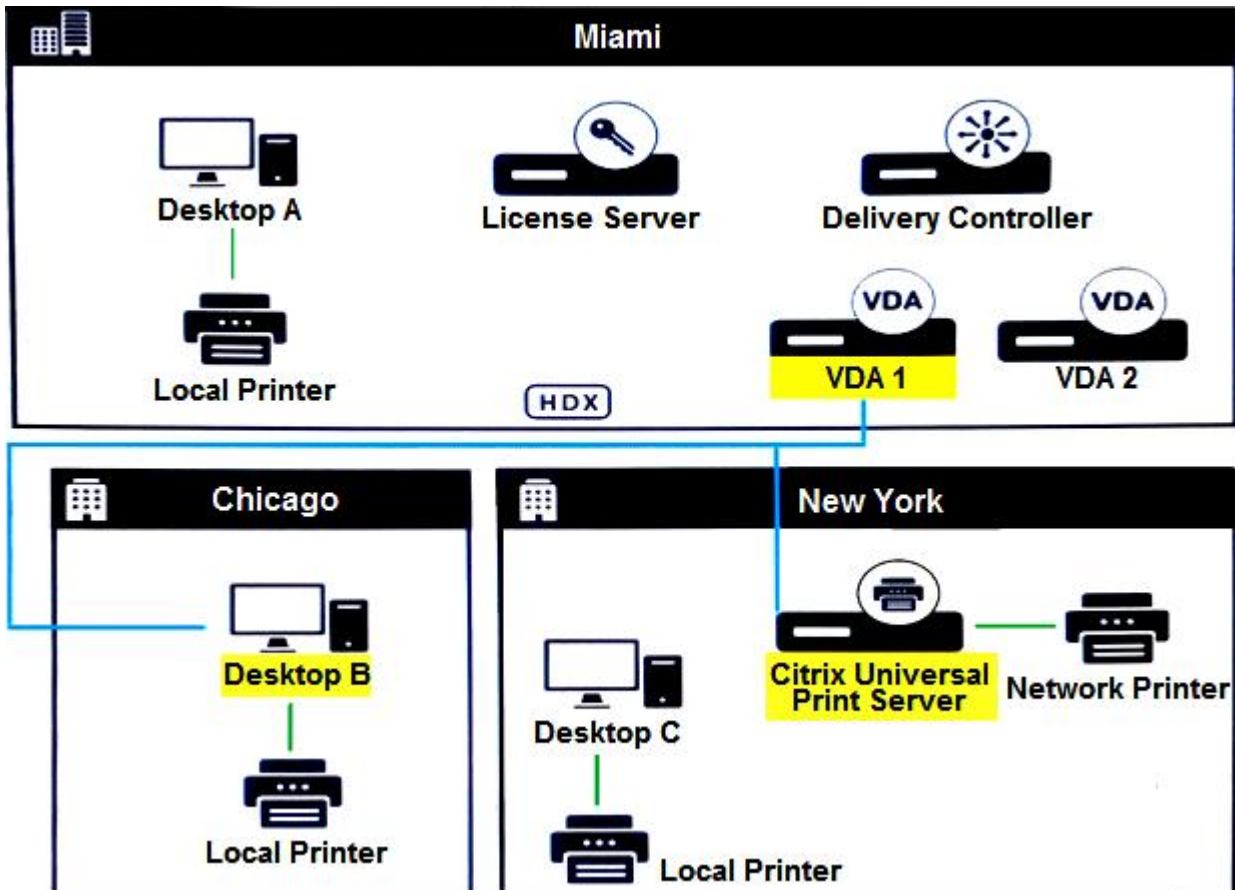 Miami
Desktop A
License Server
Delivery Controller
Local Printer
VDA
VDA
VDA 1
VDA 2
HDX
Chicago
New York
Desktop B
Local Printer
Desktop C
Citrix Universal
Print Server
Network Printer
Local Printer